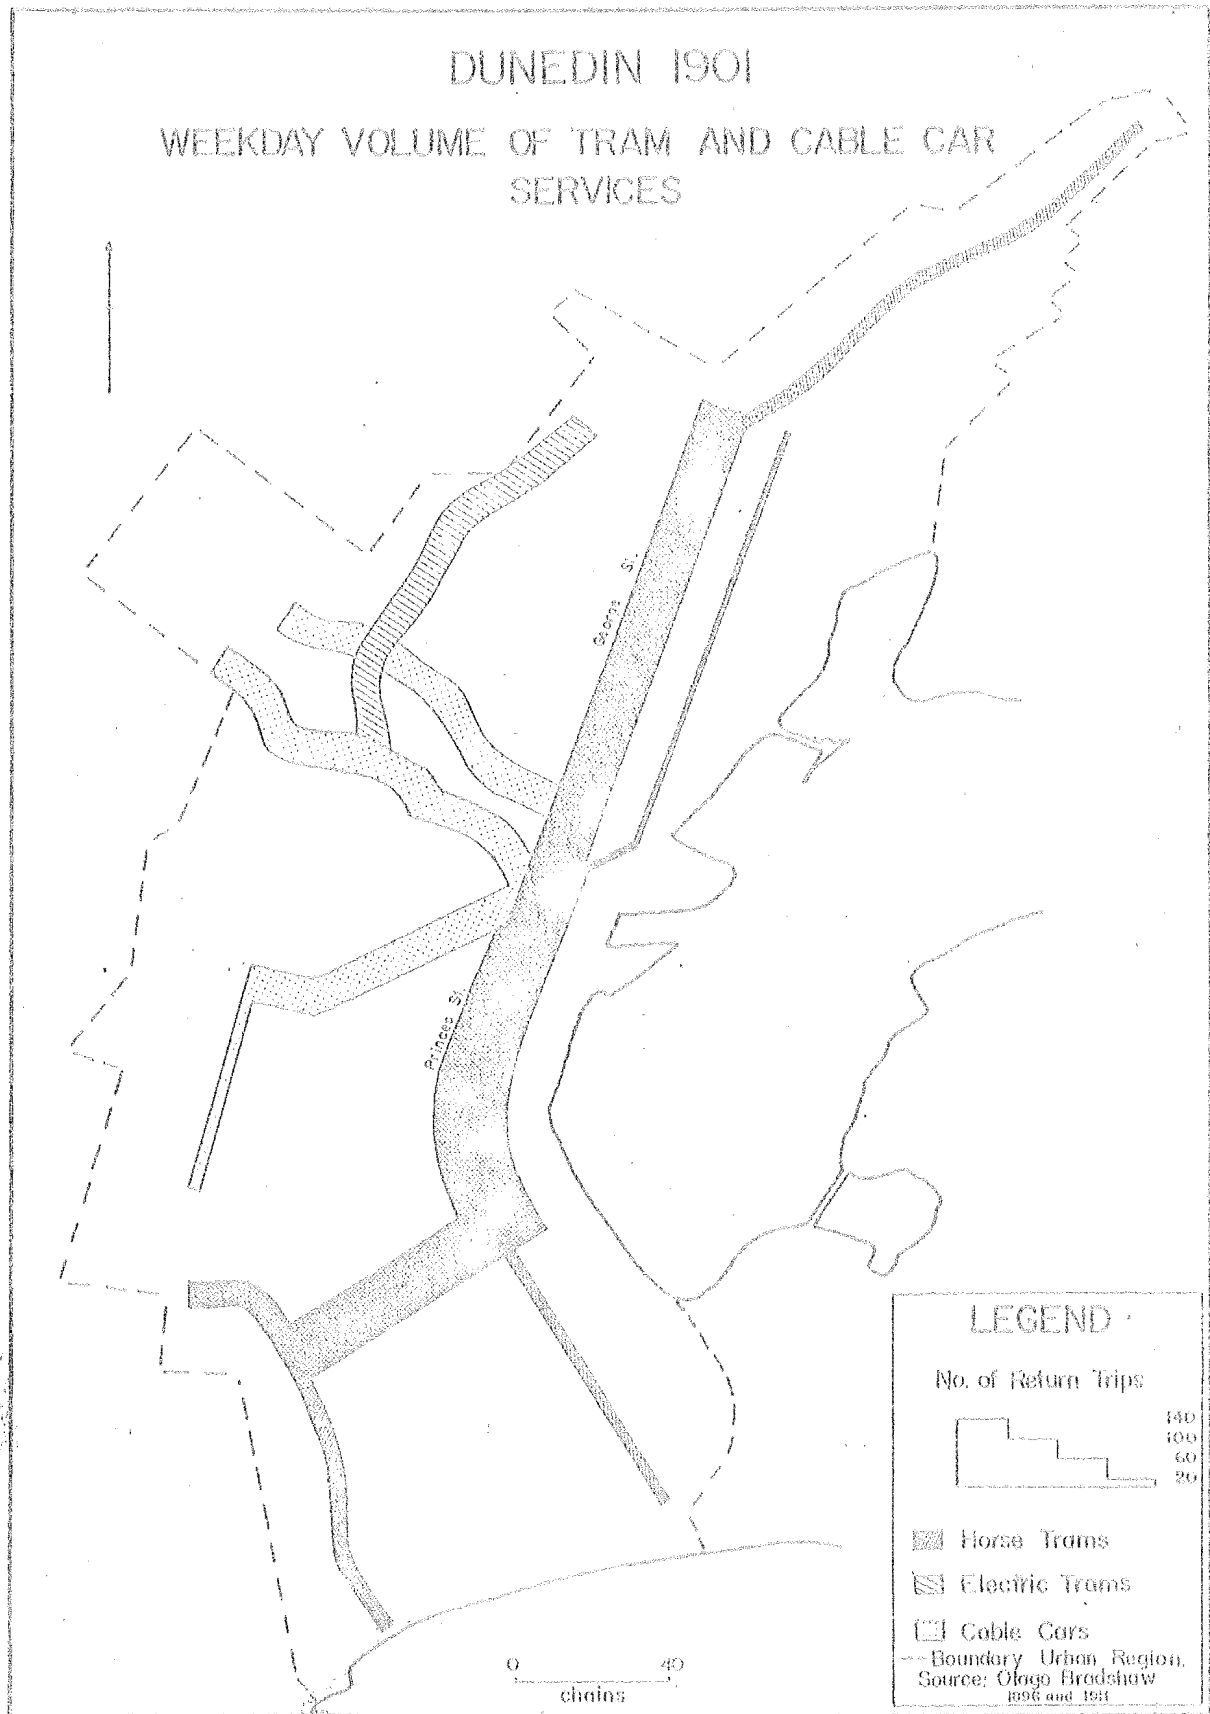 DUNEDIN 1901
WEEKDAY VOLUME OF TRAM AND CABLE CAR
SERVICES
George St.
Princes St.
LEGEND
No. of Return Trips
140
100
60
20
Horse Trams
Electric Trams
Cable Cars
Boundary Urban Region.
Source: Otago Bradshaw
1896 and 1911
0 40
chains